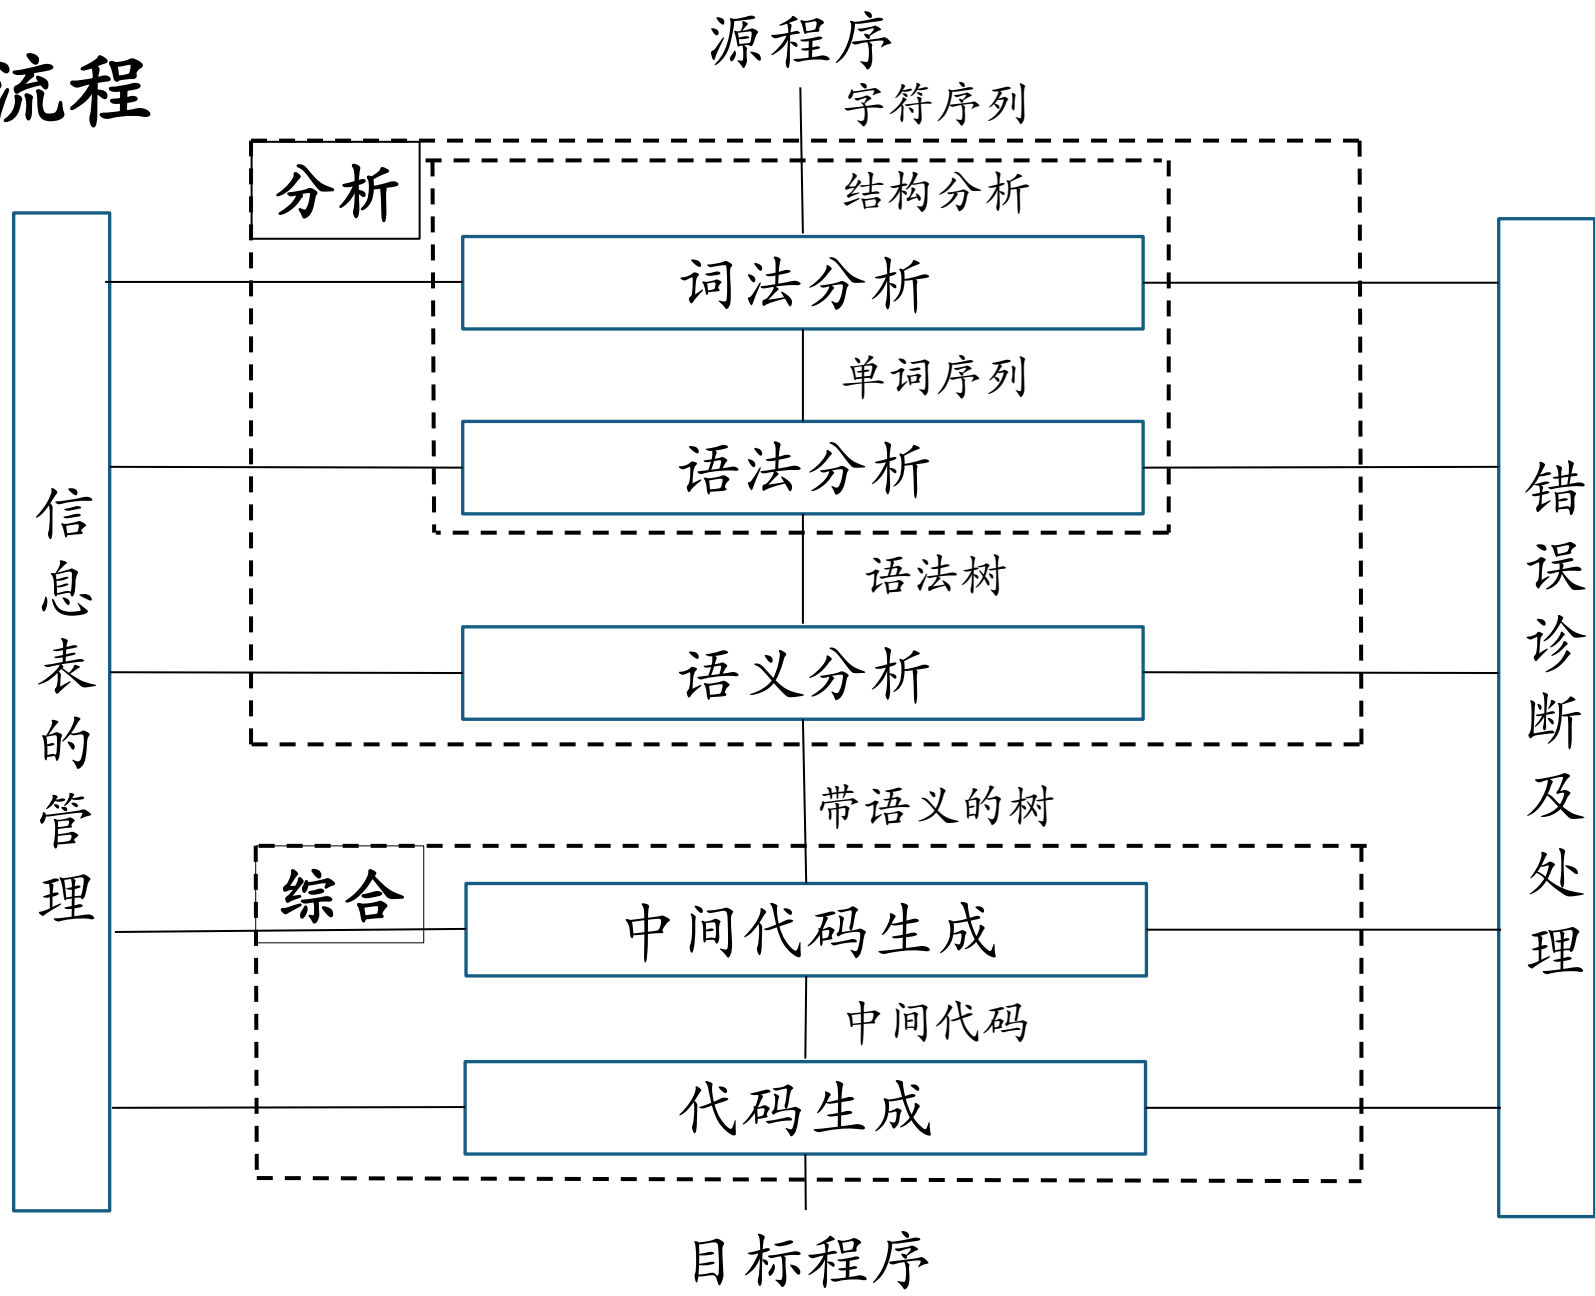 流程
源程序
字符序列
分析
结构分析
词法分析
单词序列
语法分析
语法树
语义分析
带语义的树
综合
中间代码生成
中间代码
代码生成
目标程序
信息表的管理
错误诊断及处理